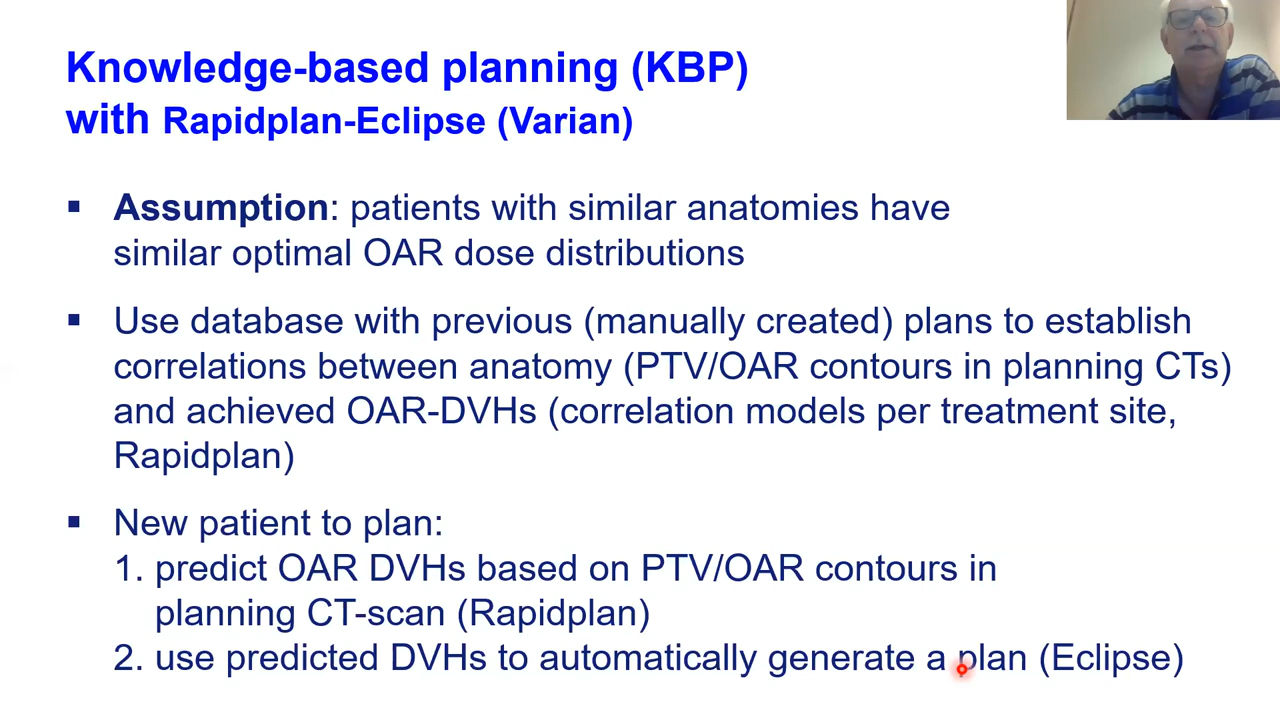 Knowledge-based planning (KBP)
with Rapidplan-Eclipse (Varian)
▪ Assumption: patients with similar anatomies have
similar optimal OAR dose distributions
▪ Use database with previous (manually created) plans to establish
correlations between anatomy (PTV/OAR contours in planning CTs)
and achieved OAR-DVHs (correlation models per treatment site,
Rapidplan)
▪ New patient to plan:
1. predict OAR DVHs based on PTV/OAR contours in
planning CT-scan (Rapidplan)
2. use predicted DVHs to automatically generate a plan (Eclipse)